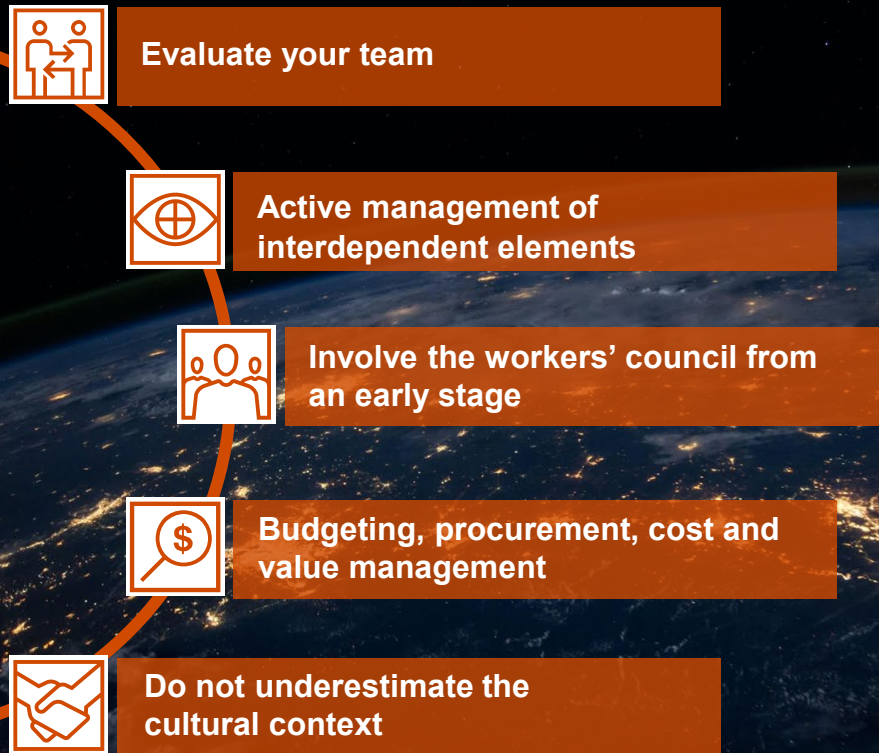 Evaluate your team
Active management of
interdependent elements
Involve the workers’ council from
an early stage
$
Budgeting, procurement, cost and
value management
Do not underestimate the
cultural context